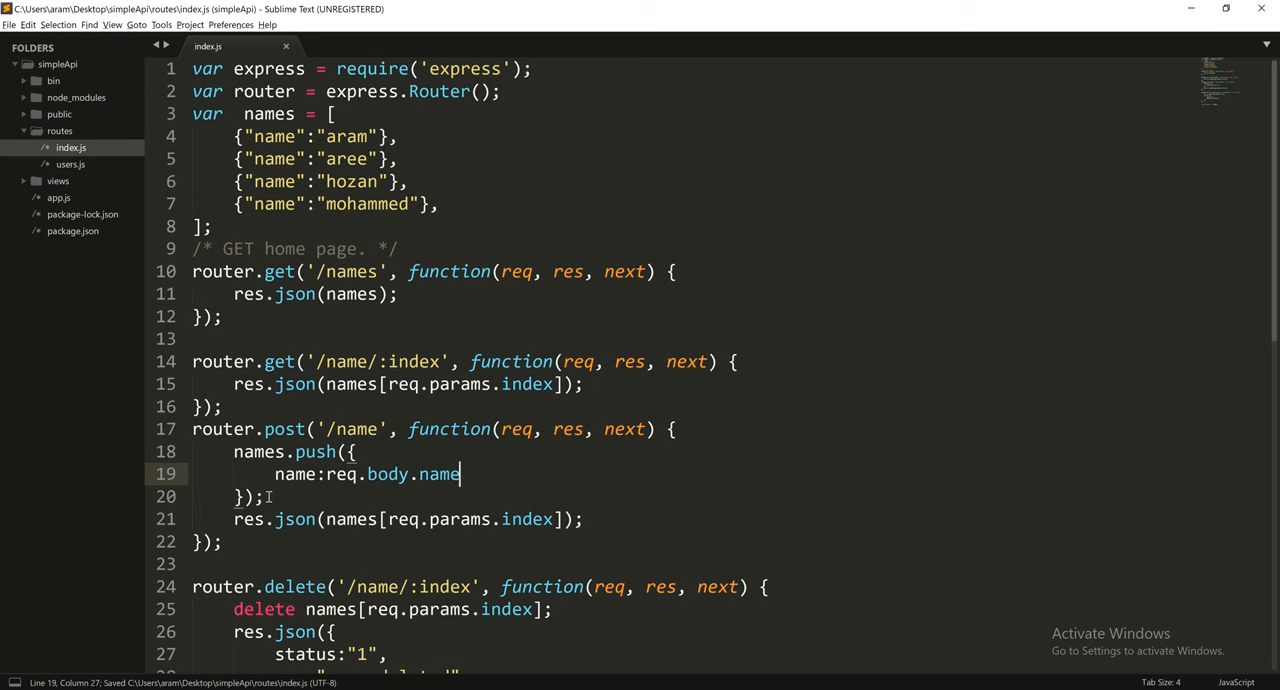 C:\Users\aram\Desktop\simpleApi\routes\index.js (simpleApi) - Sublime Text (UNREGISTERED)
File Edit Selection Find View Goto Tools Project Preferences Help
FOLDERS
simpleApi
bin
node_modules
public
routes
/* index.js
/* users.js
views
/* app.js
/* package-lock.json
/* package.json
index.js
1 var express = require('express');
2 var router = express.Router();
3 var  names = [
4     {"name":"aram"},
5     {"name":"aree"},
6     {"name":"hozan"},
7     {"name":"mohammed"},
8 ];
9 /* GET home page. */
10 router.get('/names', function(req, res, next) {
11     res.json(names);
12 });
13
14 router.get('/name/:index', function(req, res, next) {
15     res.json(names[req.params.index]);
16 });
17 router.post('/name', function(req, res, next) {
18     names.push({
19         name:req.body.name
20     });
21     res.json(names[req.params.index]);
22 });
23
24 router.delete('/name/:index', function(req, res, next) {
25     delete names[req.params.index];
26     res.json({
27         status:"1",
Activate Windows
Go to Settings to activate Windows.
Line 19, Column 27; Saved C:\Users\aram\Desktop\simpleApi\routes\index.js (UTF-8)
Tab Size: 4
JavaScript